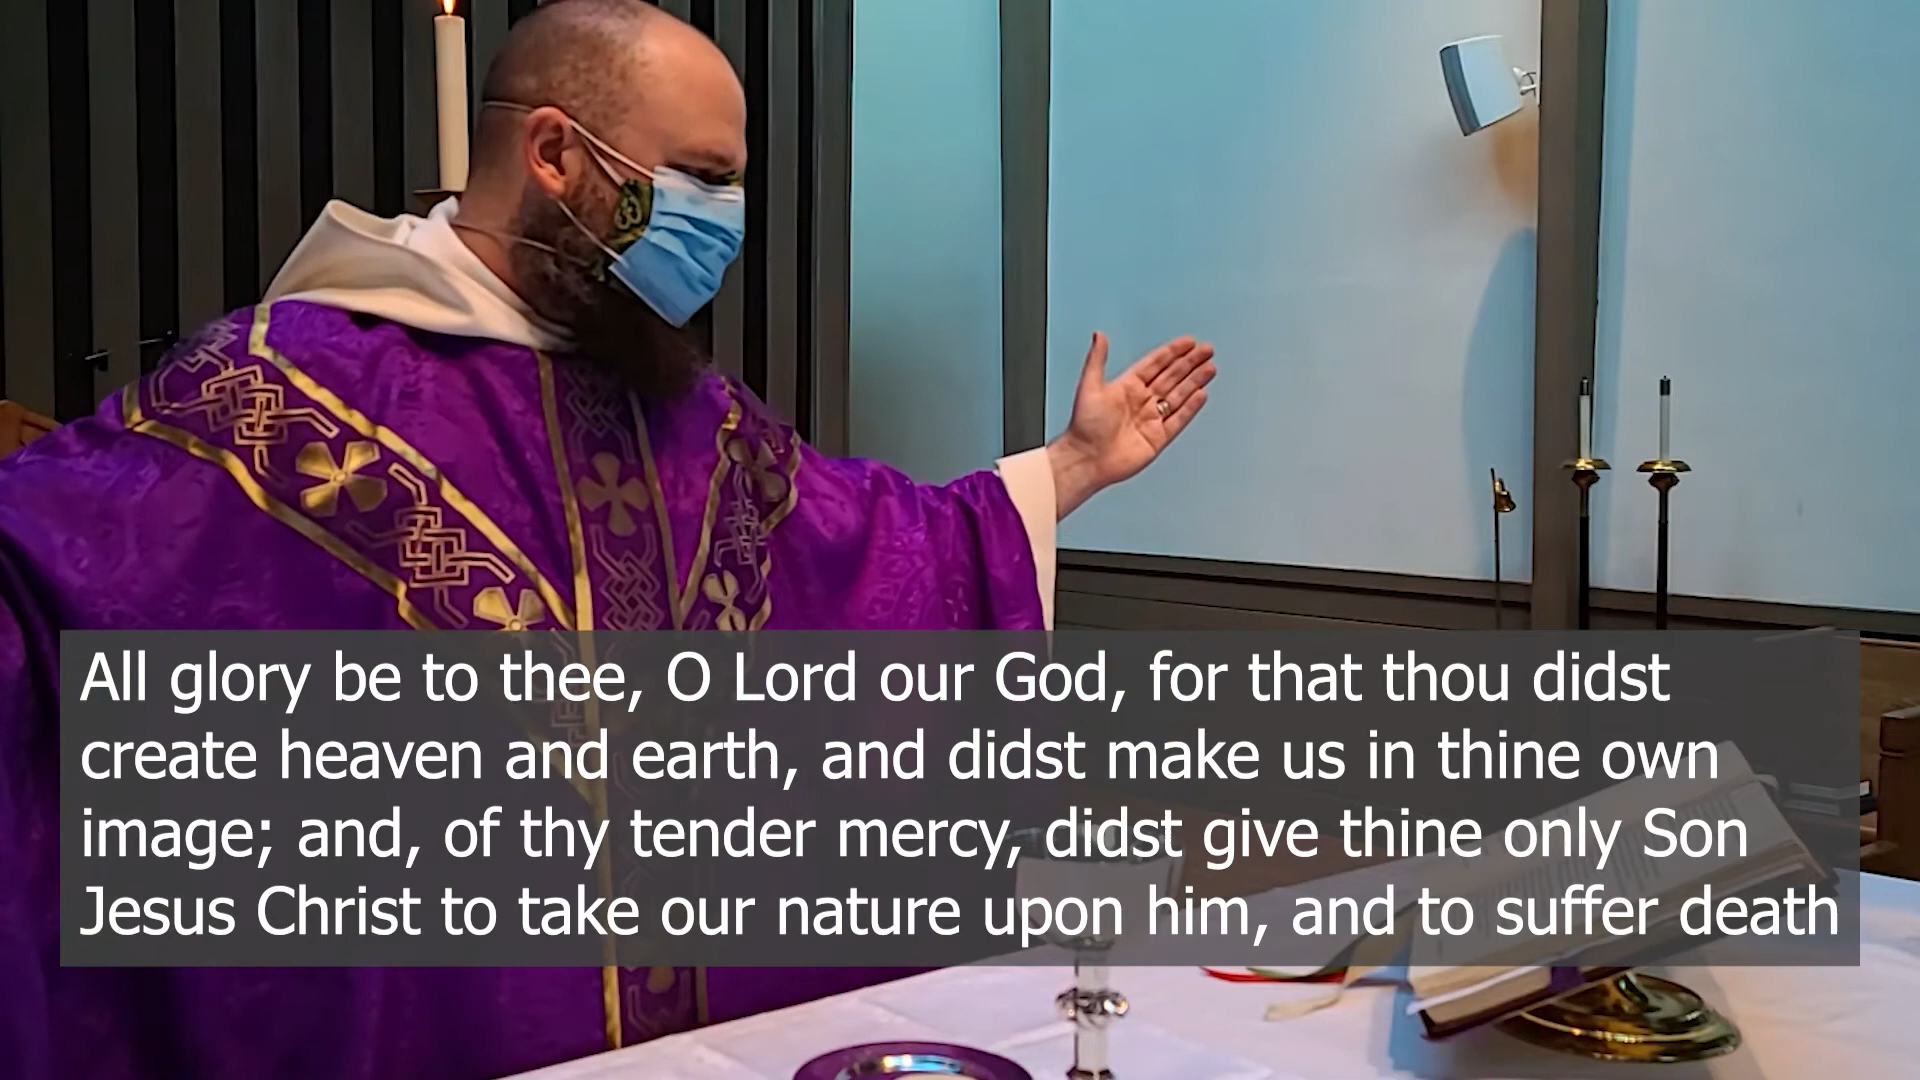 All glory be to thee, O Lord our God, for that thou didst
create heaven and earth, and didst make us in thine own
image; and, of thy tender mercy, didst give thine only Son
Jesus Christ to take our nature upon him, and to suffer death